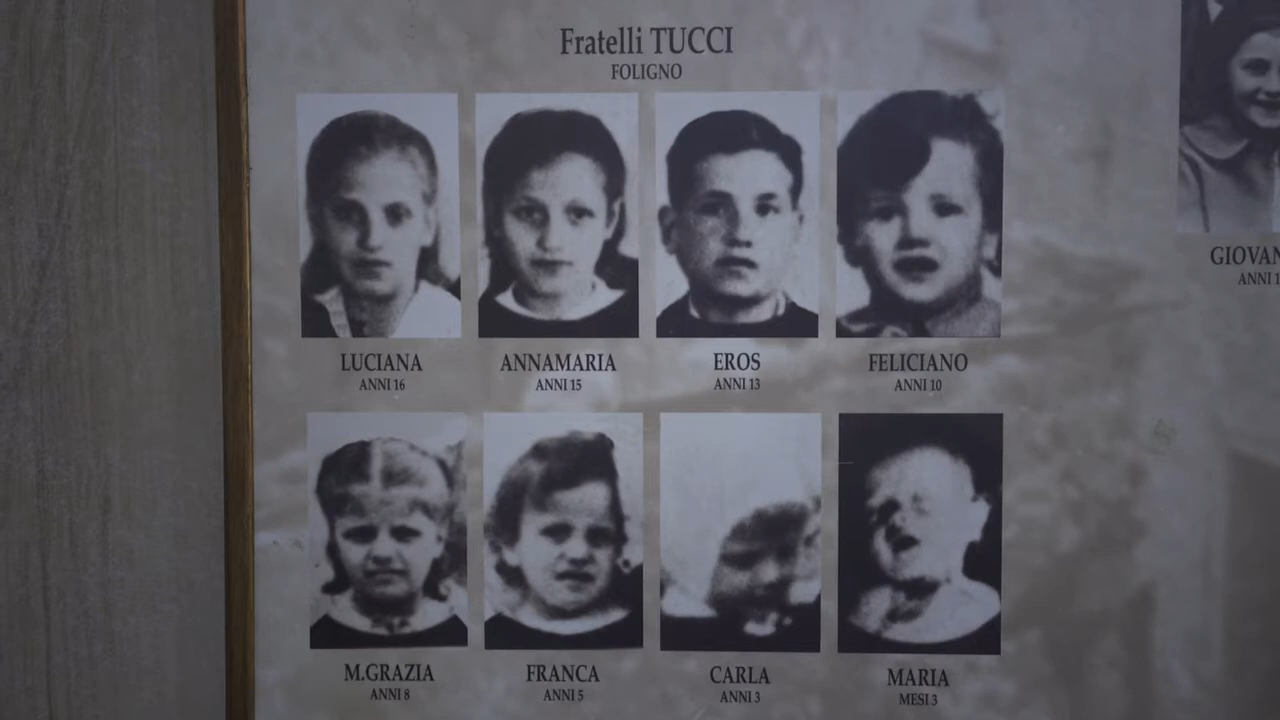 Fratelli TUCCI
FOLIGNO
LUCIANA
ANNI 16
ANNAMARIA
ANNI 15
EROS
ANNI 13
FELICIANO
ANNI 10
M.GRAZIA
ANNI 8
FRANCA
ANNI 5
CARLA
ANNI 3
MARIA
MESI 3
ANNI